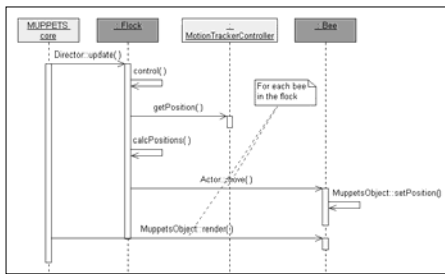 MUPPETS
core
: Flock
:
MotionTrackerController
: Bee
Director::update( )
control( )
For each bee
in the flock
getPosition( )
calcPositions( )
Actor::move( )
MuppetsObject::setPosition()
MuppetsObject::render( )